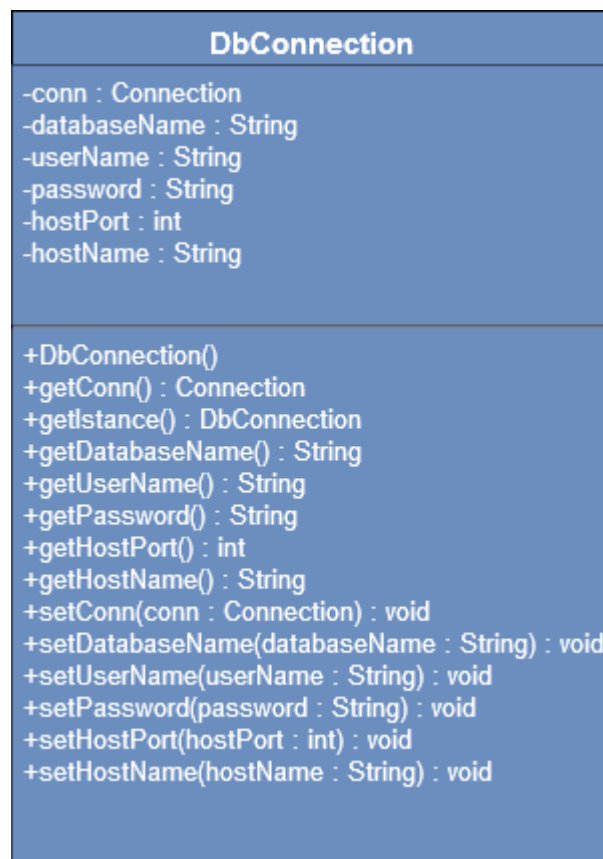 DbConnection
-conn : Connection
-databaseName : String
-userName : String
-password : String
-hostPort : int
-hostName : String
+DbConnection()
+getConn() : Connection
+getIstance() : DbConnection
+getDatabaseName() : String
+getUserName() : String
+getPassword() : String
+getHostPort() : int
+getHostName() : String
+setConn(conn : Connection) : void
+setDatabaseName(databaseName : String) : void
+setUserName(userName : String) : void
+setPassword(password : String) : void
+setHostPort(hostPort : int) : void
+setHostName(hostName : String) : void